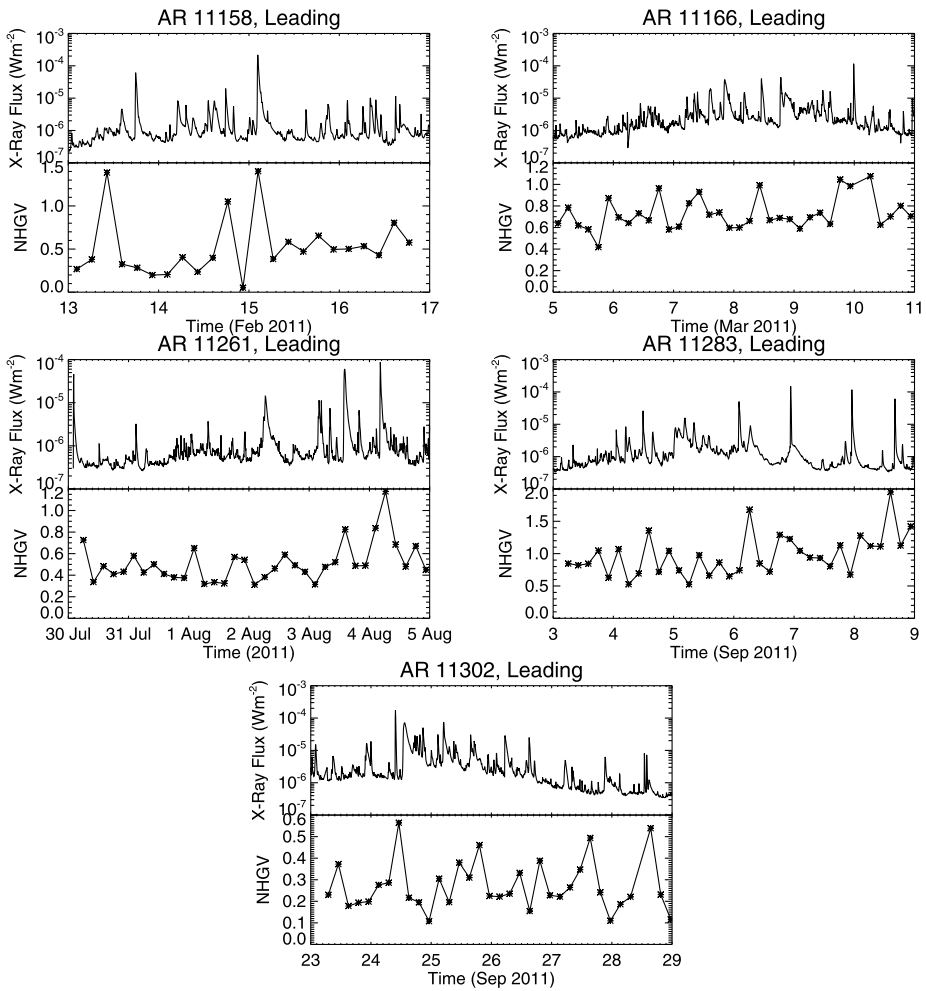 AR 11158, Leading
X-Ray Flux (Wm-2)
10-3
10-4
10-5
10-6
10-7
NHGV
1.5
1.0
0.5
0.0
13 14 15 16 17
Time (Feb 2011)
AR 11166, Leading
X-Ray Flux (Wm-2)
10-3
10-4
10-5
10-6
10-7
NHGV
1.2
1.0
0.8
0.6
0.4
0.2
0.0
5 6 7 8 9 10 11
Time (Mar 2011)
AR 11261, Leading
X-Ray Flux (Wm-2)
10-4
10-5
10-6
10-7
NHGV
1.2
1.0
0.8
0.6
0.4
0.2
0.0
30 Jul 31 Jul 1 Aug 2 Aug 3 Aug 4 Aug 5 Aug
Time (2011)
AR 11283, Leading
X-Ray Flux (Wm-2)
10-3
10-4
10-5
10-6
10-7
NHGV
2.0
1.5
1.0
0.5
0.0
3 4 5 6 7 8 9
Time (Sep 2011)
AR 11302, Leading
X-Ray Flux (Wm-2)
10-3
10-4
10-5
10-6
10-7
NHGV
0.6
0.5
0.4
0.3
0.2
0.1
0.0
23 24 25 26 27 28 29
Time (Sep 2011)